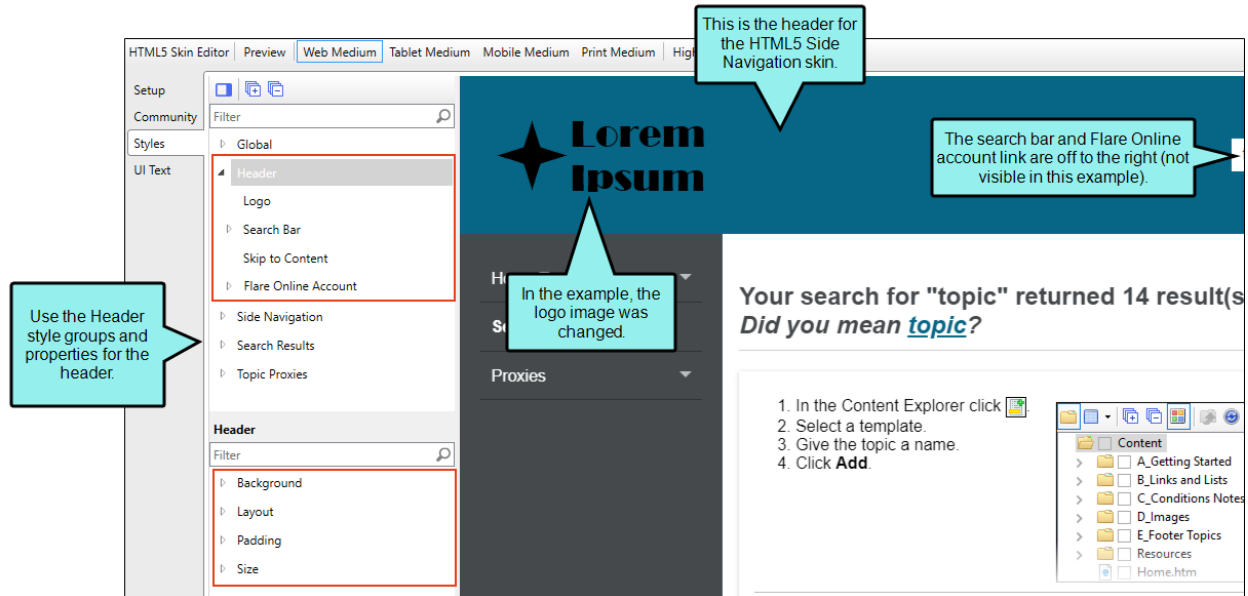 This is the header for
the HTML5 Side
Navigation skin.
HTML5 Skin Editor Preview Web Medium Tablet Medium Mobile Medium Print Medium
Setup
Community
Styles
UI Text
Filter
Global
Header
Logo
Search Bar
Skip to Content
Flare Online Account
Side Navigation
Search Results
Topic Proxies
Header
Filter
Background
Layout
Padding
Size
Use the Header
style groups and
properties for the
header.
Lorem
Ipsum
The search bar and Flare Online
account link are off to the right (not
visible in this example).
In the example, the
logo image was
changed.
Proxies
Your search for "topic" returned 14 result(s
Did you mean topic?
1. In the Content Explorer click .
2. Select a template.
3. Give the topic a name.
4. Click Add.
Content
A_Getting Started
B_Links and Lists
C_Conditions Notes
D_Images
E_Footer Topics
Resources
Home.htm